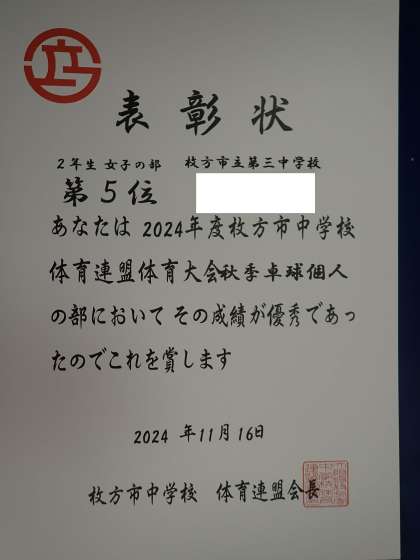 表彰状
2年生 女子の部 枚方市立第三中学校
第5位
あなたは 2024年度枚方市中学校
体育連盟体育大会秋季卓球個人
の部において その成績が優秀であっ
たのでこれを賞します
2024 年11月16日
枚方市中学校 体育連盟会長